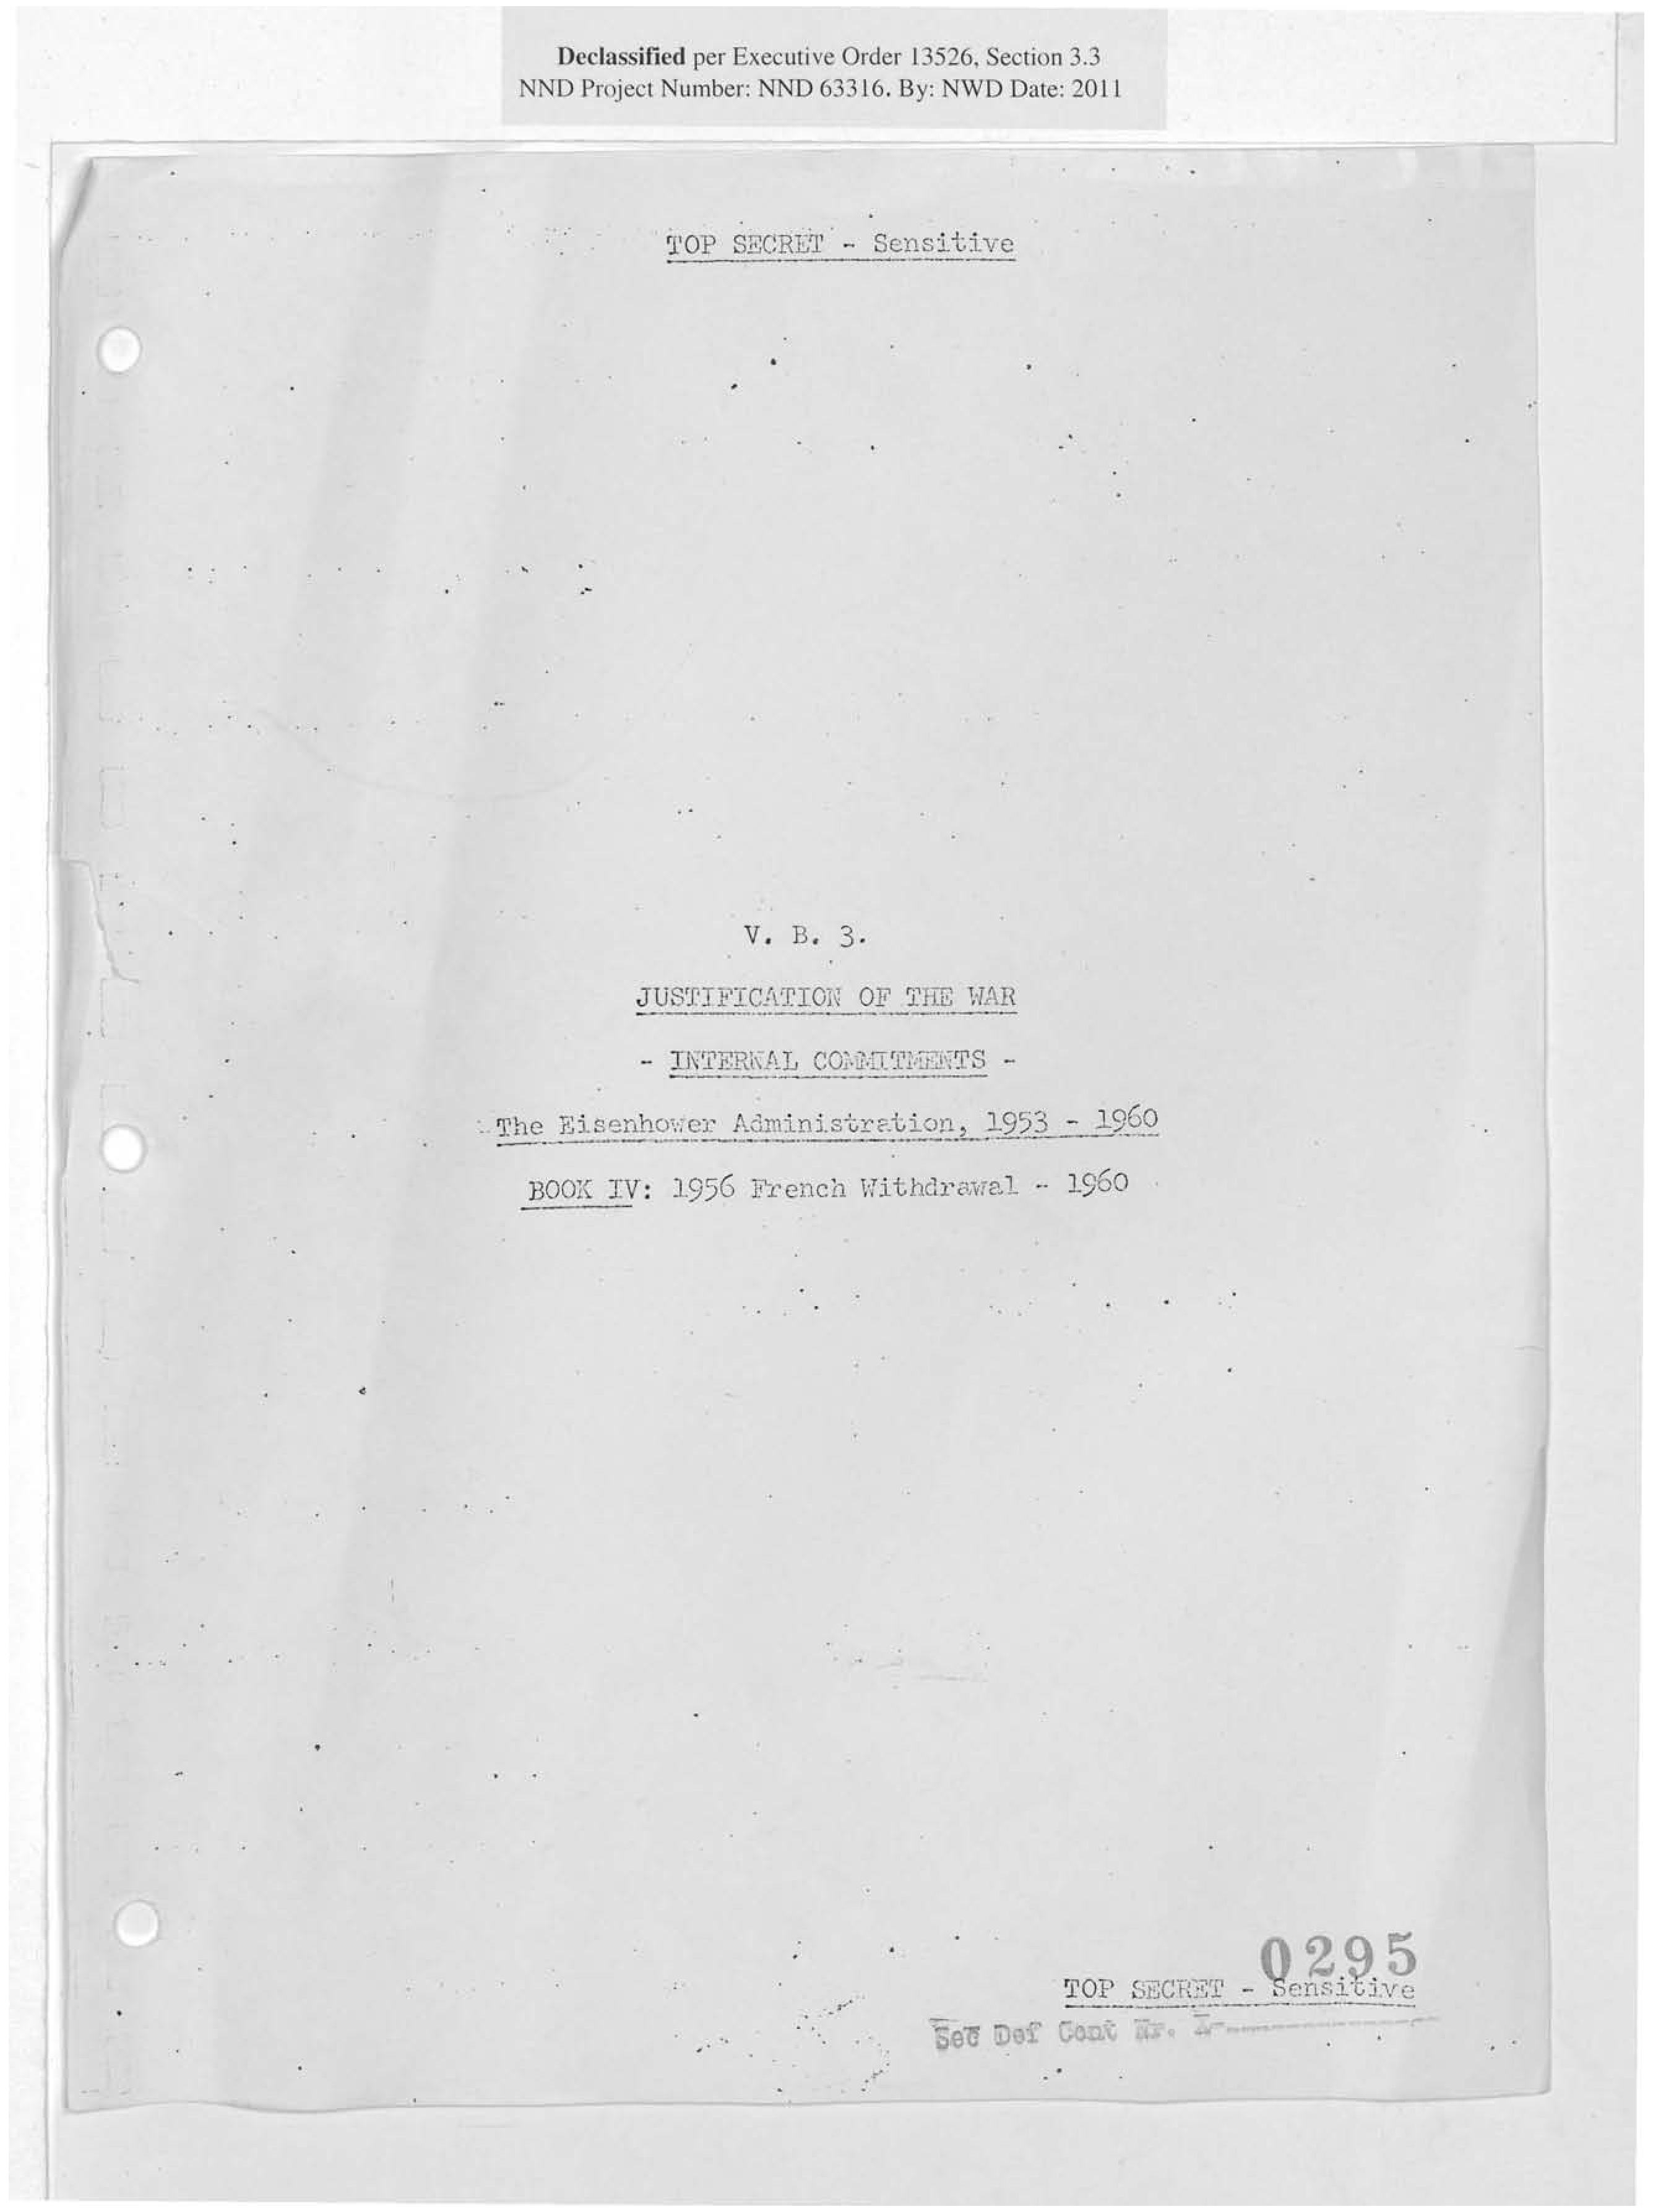 Declassified per Executive Order 13526, Section 3.3
NND Project Number: NND 63316. By: NWD Date: 2011
TOP SECRET - Sensitive
V. B. 3.
JUSTIFICATION OF THE WAR
- INTERNAL COMMITMENTS -
The Eisenhower Administration, 1953 - 1960
BOOK IV: 1956 French Withdrawal - 1960
0295
TOP SECRET - Sensitive
Sec Def Cont Nr. X-